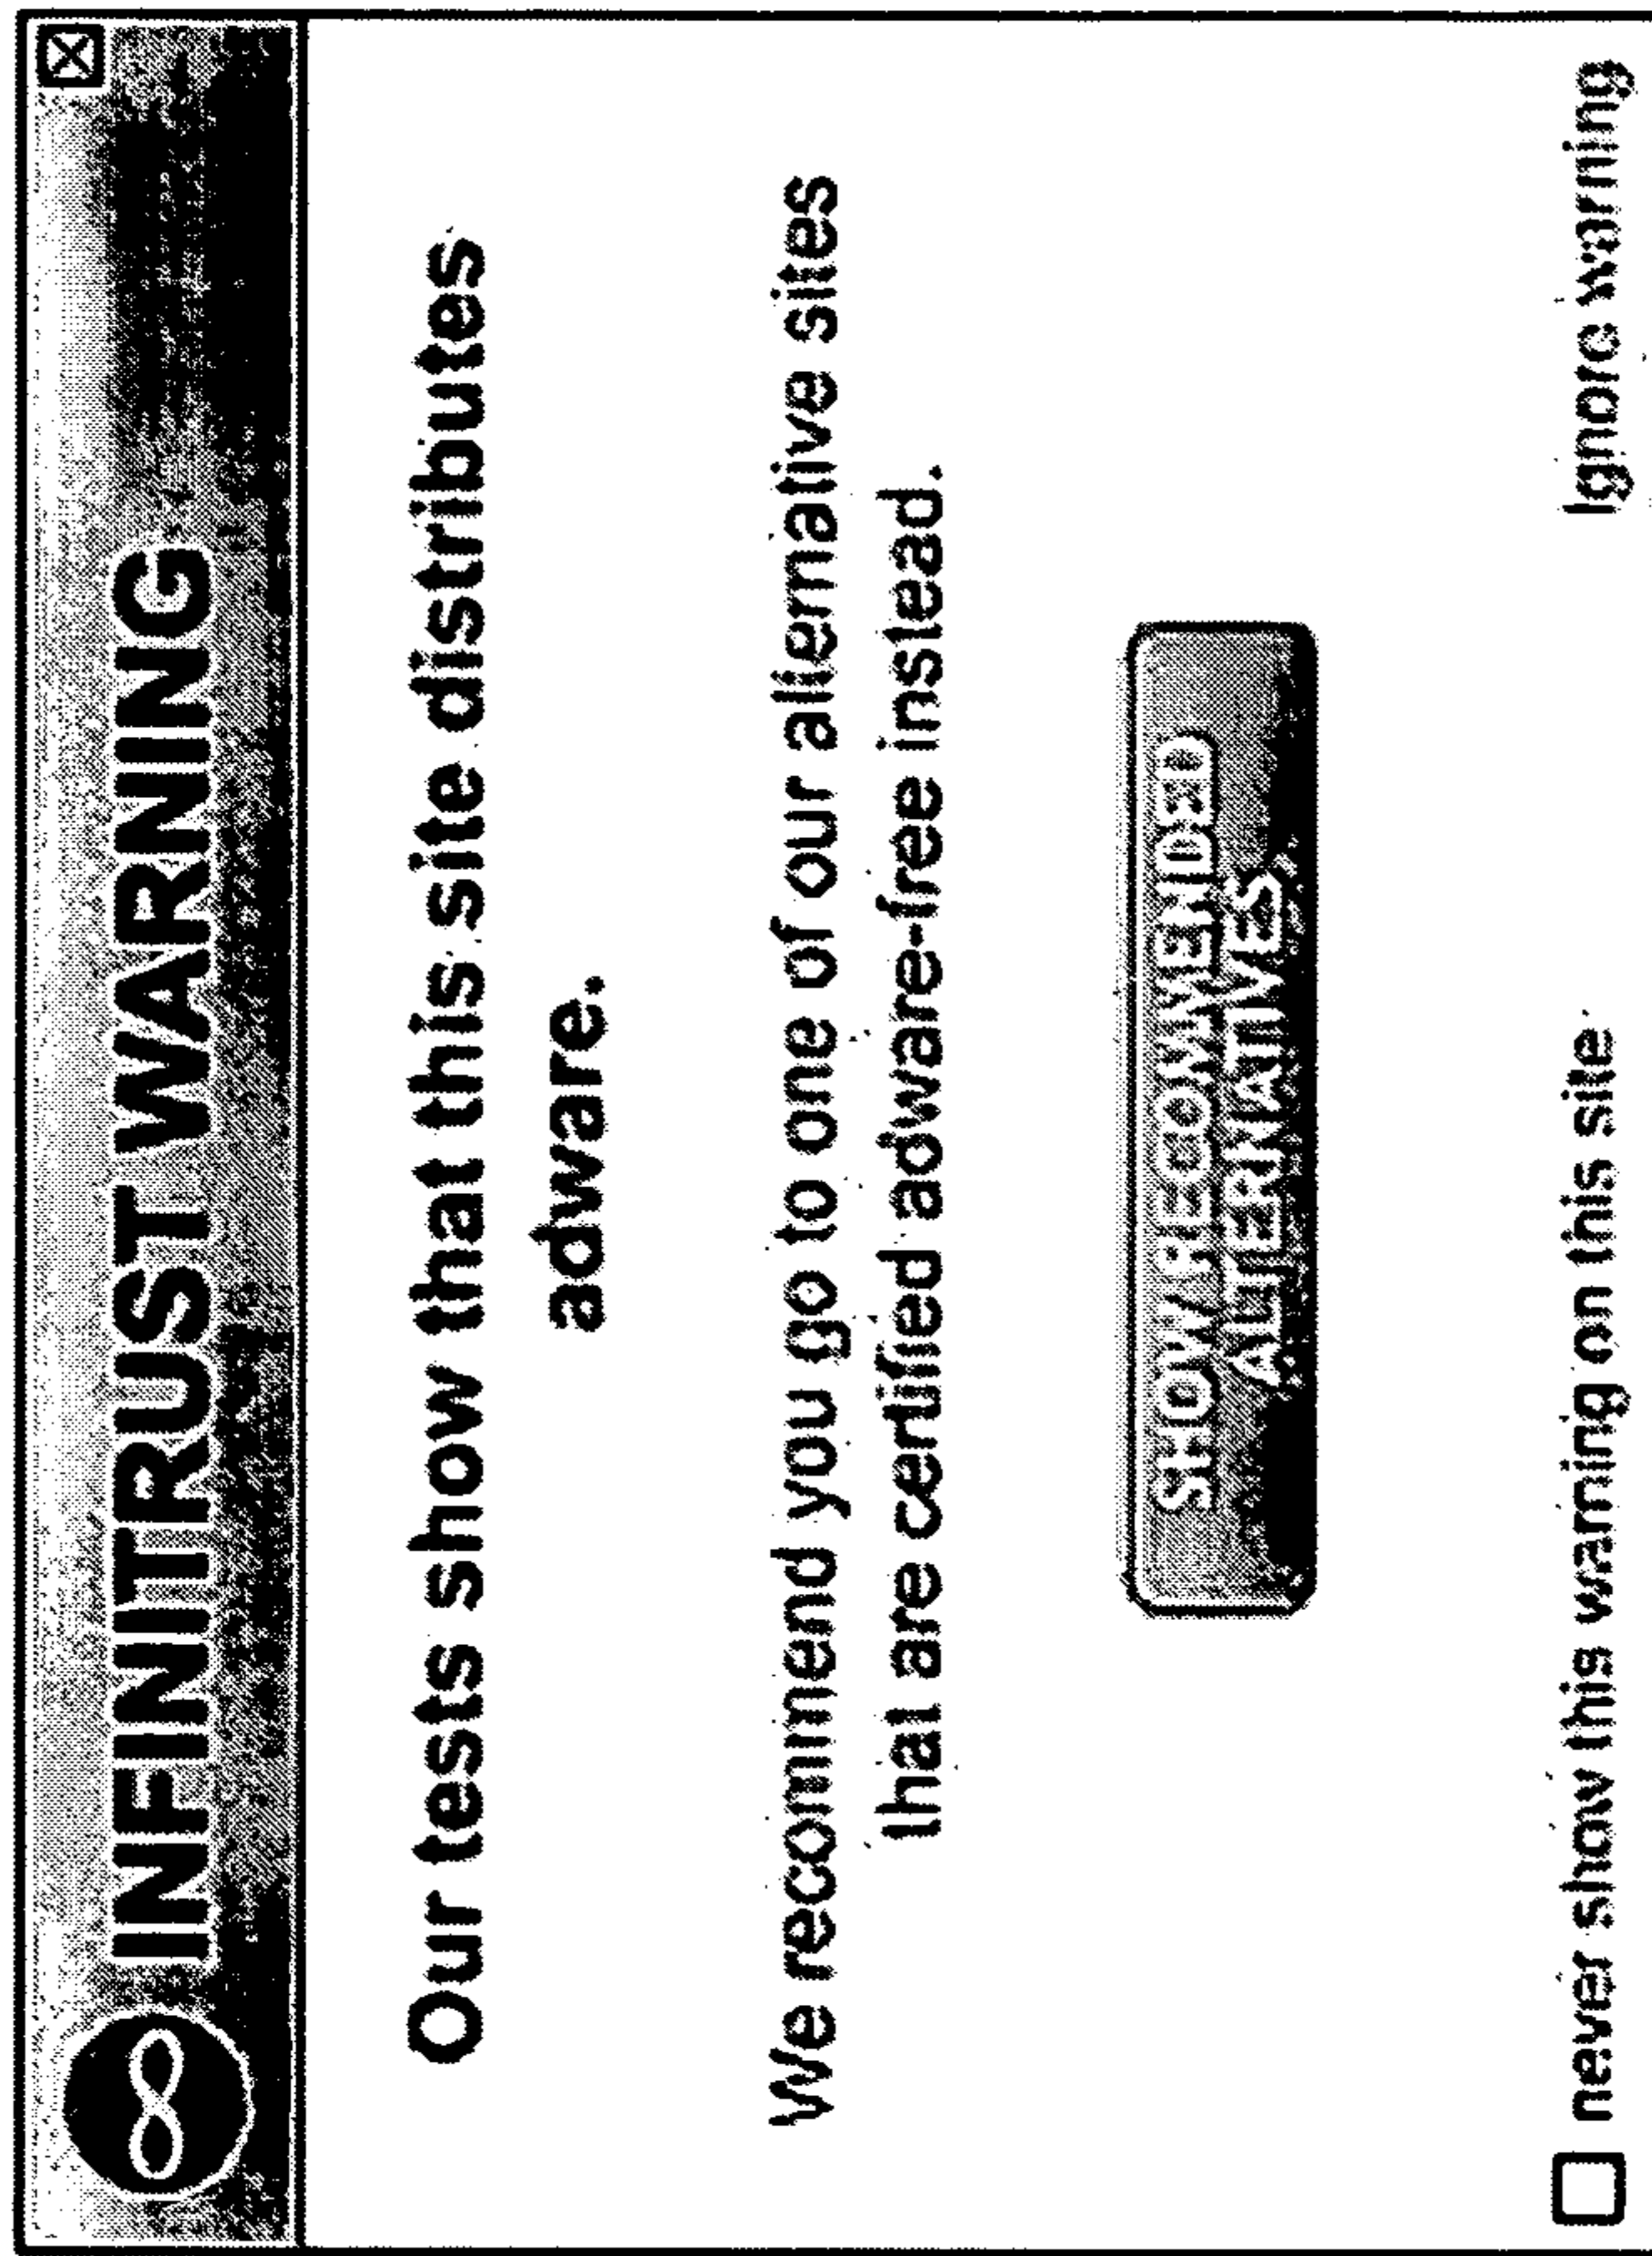 INFINITRUST WARNING
Our tests show that this site distributes
adware.
We recommend you go to one of our alternative sites
that are certified adware-free instead.
SHOW RECOMMENDED
ALTERNATIVES
never show this warning on this site
Ignore warning